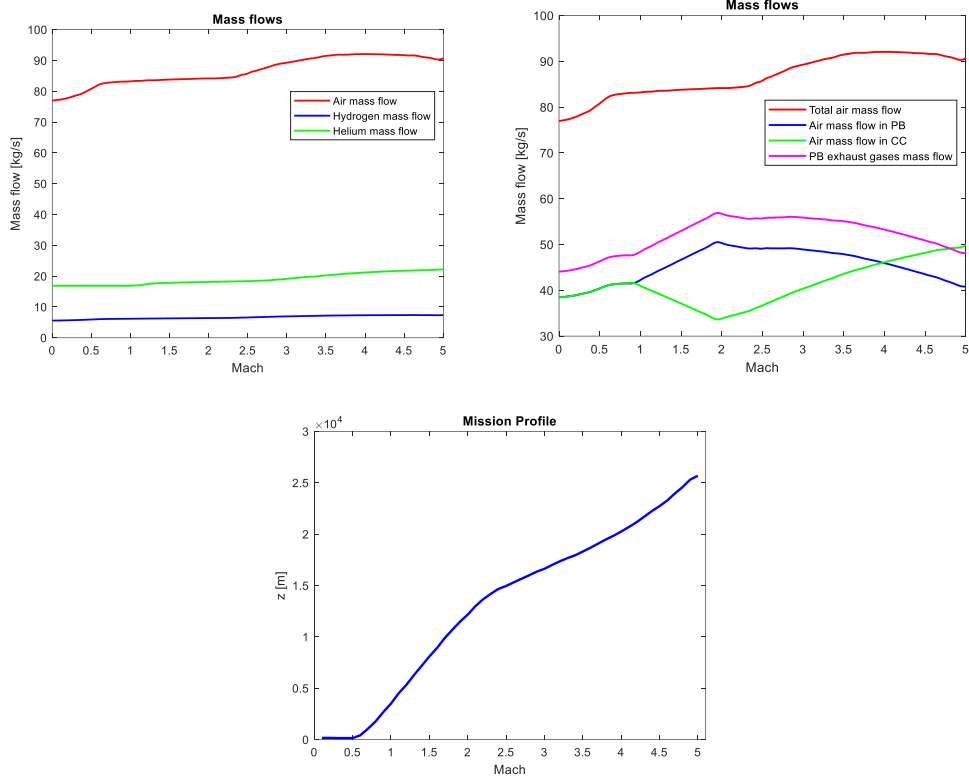 Mass flows
100
90
80
70
60
50
40
30
20
10
0
Mass flow [kg/s]
Air mass flow
Hydrogen mass flow
Helium mass flow
0 0.5 1 1.5 2 2.5 3 3.5 4 4.5 5
Mach
Mass flows
100
90
80
70
60
50
40
30
Mass flow [kg/s]
Total air mass flow
Air mass flow in PB
Air mass flow in CC
PB exhaust gases mass flow
0 0.5 1 1.5 2 2.5 3 3.5 4 4.5 5
Mach
Mission Profile
×10⁴
3
2.5
2
1.5
1
0.5
0
z [m]
0 0.5 1 1.5 2 2.5 3 3.5 4 4.5 5
Mach